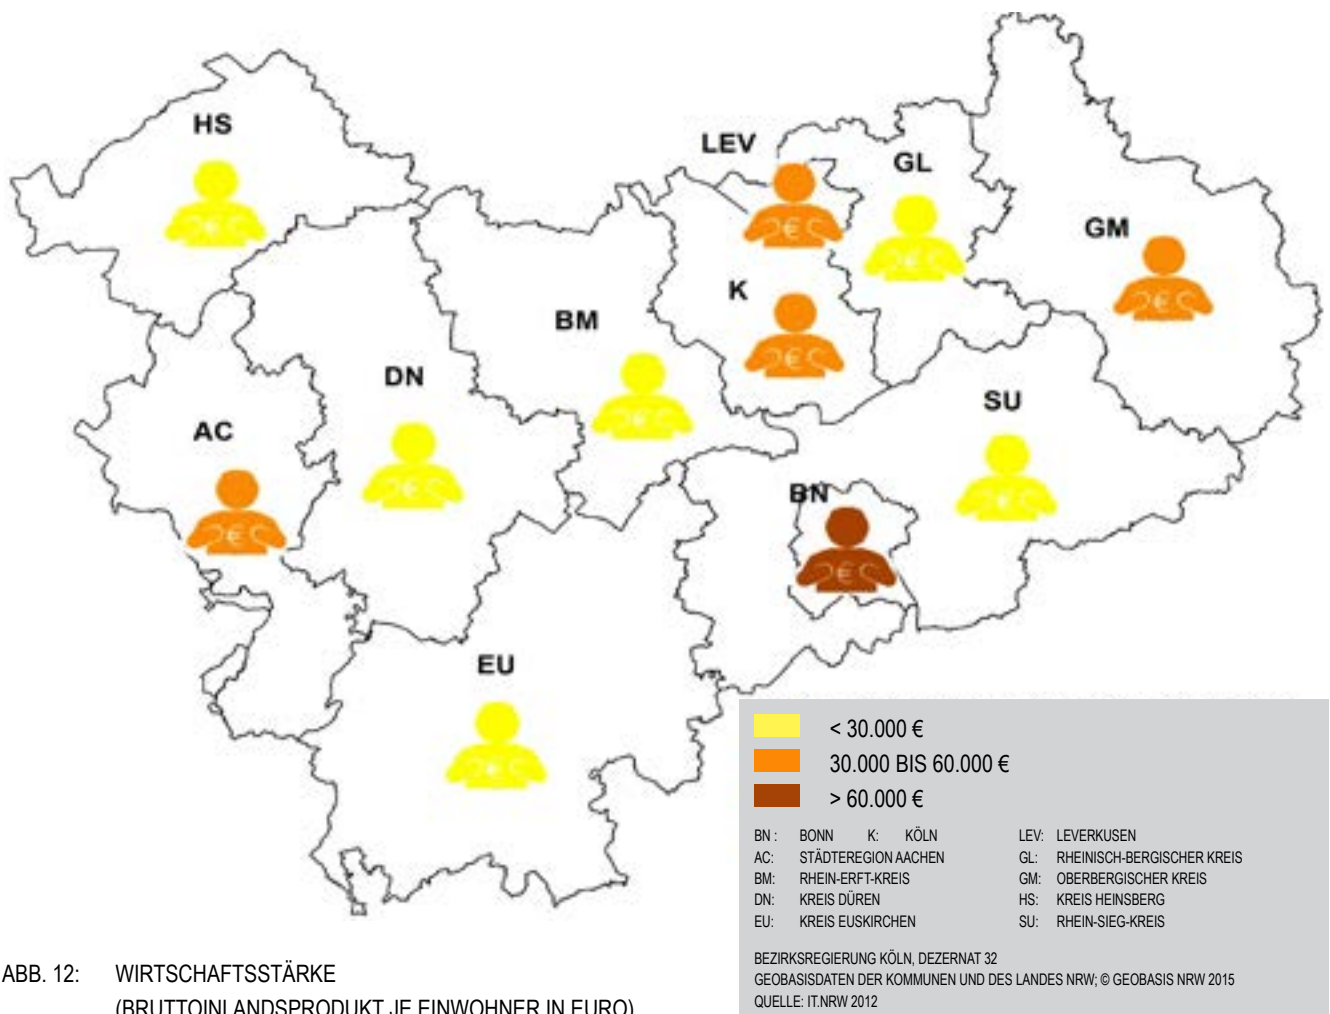 HS
LEV
GL
GM
K
BM
DN
SU
AC
BN
EU
< 30.000 €
30.000 BIS 60.000 €
> 60.000 €
BN : BONN K: KÖLN LEV: LEVERKUSEN
AC: STÄDTEREGION AACHEN GL: RHEINISCH-BERGISCHER KREIS
BM: RHEIN-ERFT-KREIS GM: OBERBERGISCHER KREIS
DN: KREIS DÜREN HS: KREIS HEINSBERG
EU: KREIS EUSKIRCHEN SU: RHEIN-SIEG-KREIS
BEZIRKSREGIERUNG KÖLN, DEZERNAT 32
GEOBASISDATEN DER KOMMUNEN UND DES LANDES NRW; © GEOBASIS NRW 2015
QUELLE: IT.NRW 2012
ABB. 12: WIRTSCHAFTSSTÄRKE
(BRUTTOINLANDSPRODUKT JE EINWOHNER IN EURO)